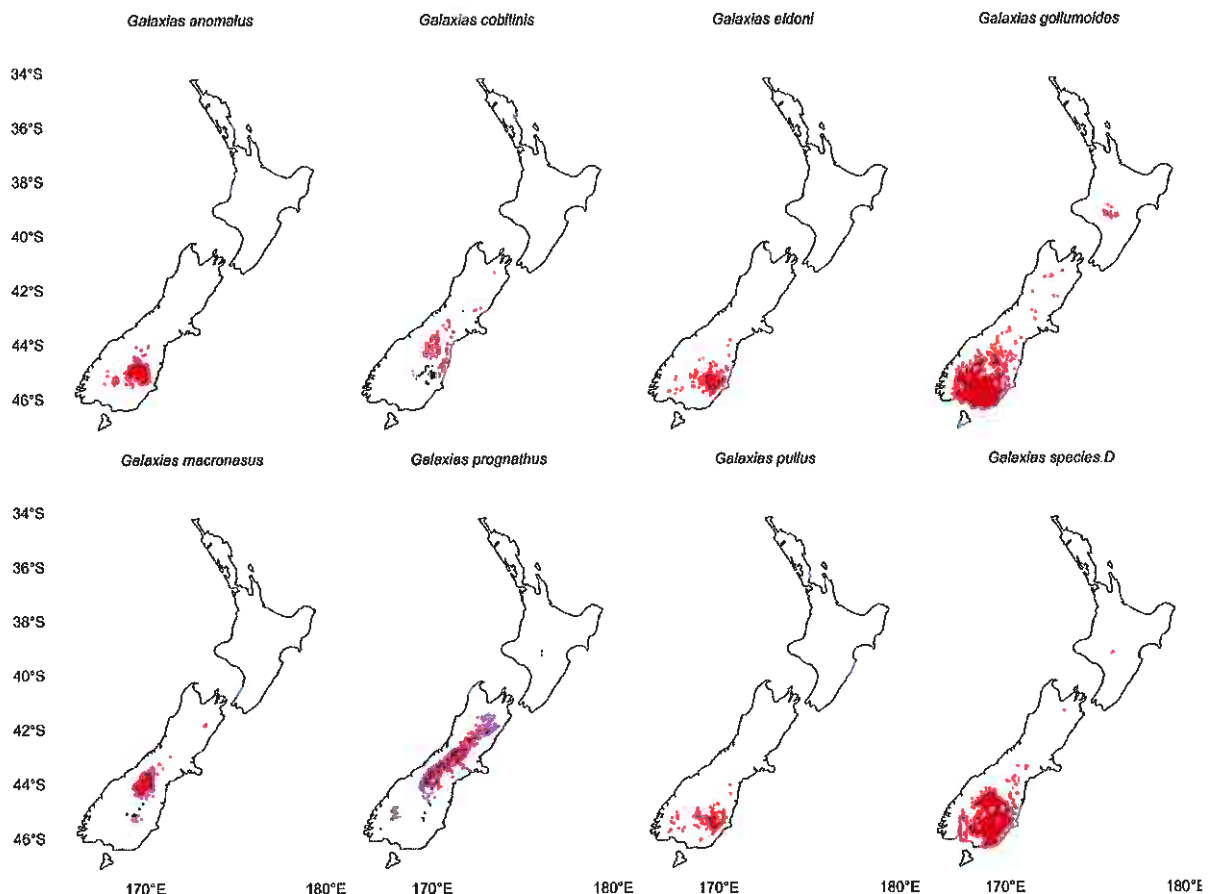 Galaxias anomalus Galaxias cobitinis Galaxias eldoni Galaxias gollumoides
34°S
36°S
38°S
40°S
42°S
44°S
46°S
Galaxias macronasus Galaxias prognathus Galaxias pullus Galaxias species.D
34°S
36°S
38°S
40°S
42°S
44°S
46°S
170°E 180°E 170°E 180°E 170°E 180°E 170°E 180°E